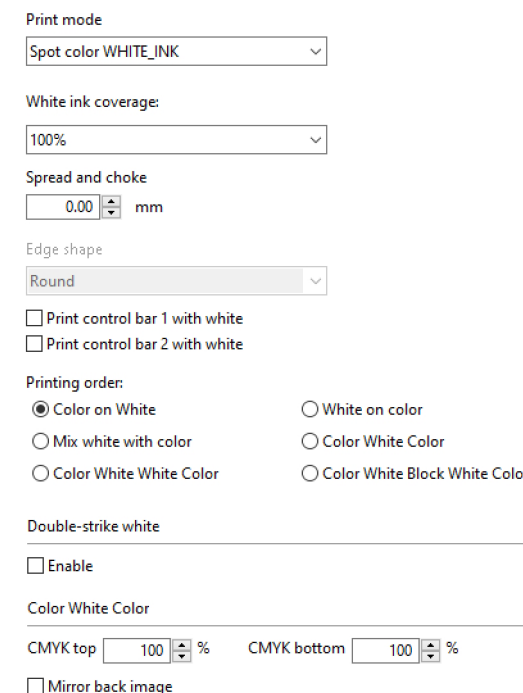 Print mode
Spot color WHITE_INK
White ink coverage:
100%
Spread and choke
0.00 mm
Edge shape
Round
Print control bar 1 with white
Print control bar 2 with white
Printing order:
Color on White White on color
Mix white with color Color White Color
Color White White Color Color White Block White Colo
Double-strike white
Enable
Color White Color
CMYK top 100 % CMYK bottom 100 %
Mirror back image